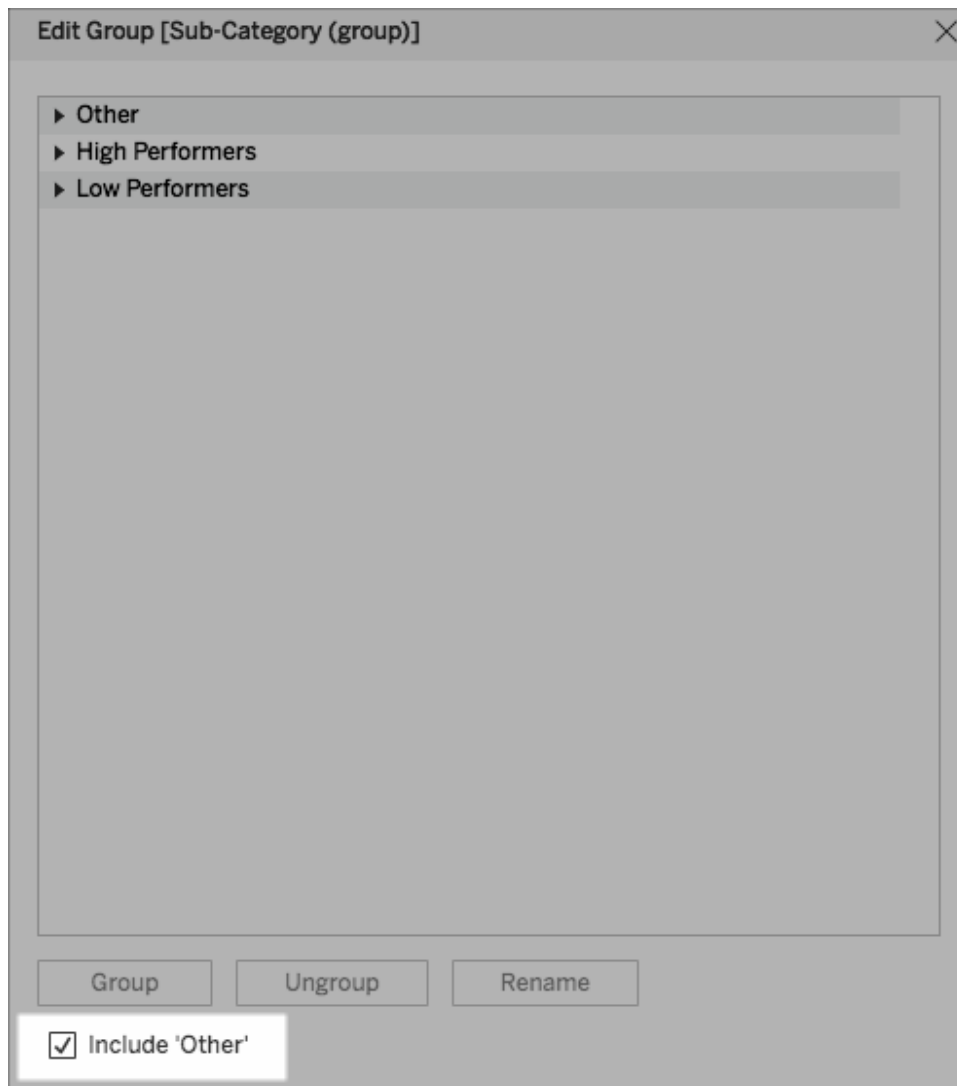 Edit Group [Sub-Category (group)]
Other
High Performers
Low Performers
Group Ungroup Rename
Include 'Other'